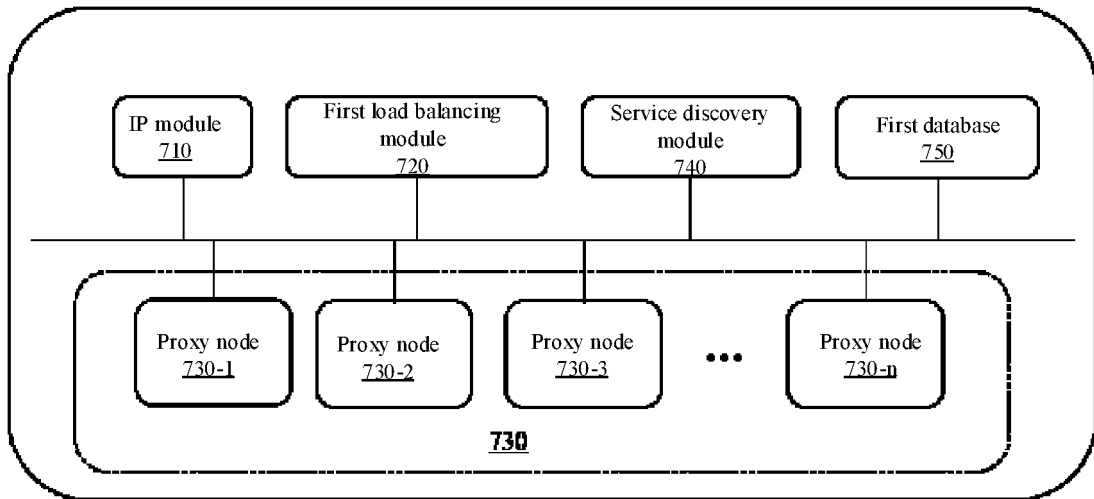 IP module
710
First load balancing
module
720
Service discovery
module
740
First database
750
Proxy node
730-1
Proxy node
730-2
Proxy node
730-3
•••
Proxy node
730-n
730